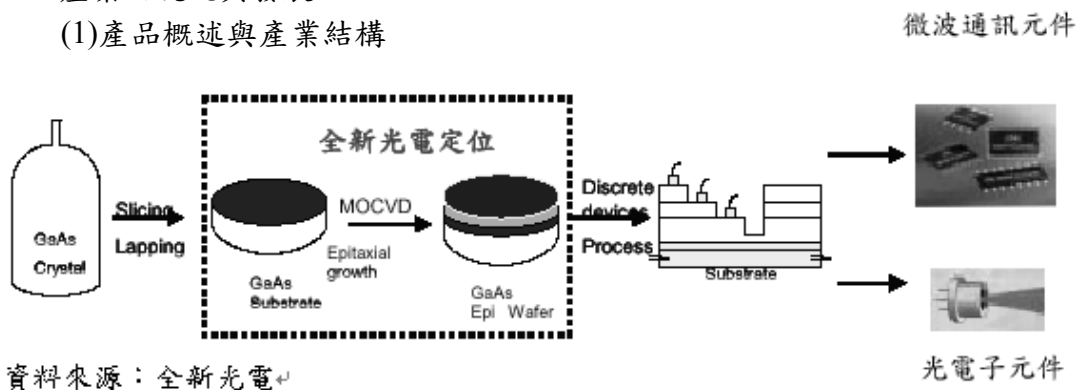 (1)產品概述與產業結構
微波通訊元件
全新光電定位
GaAs
Crystal
Slicing
Lapping
GaAs
Substrate
MOCVD
Epitaxial
growth
GaAs
Epi Wafer
Discrete
devices
Process
Substrate
光電子元件
資料來源：全新光電